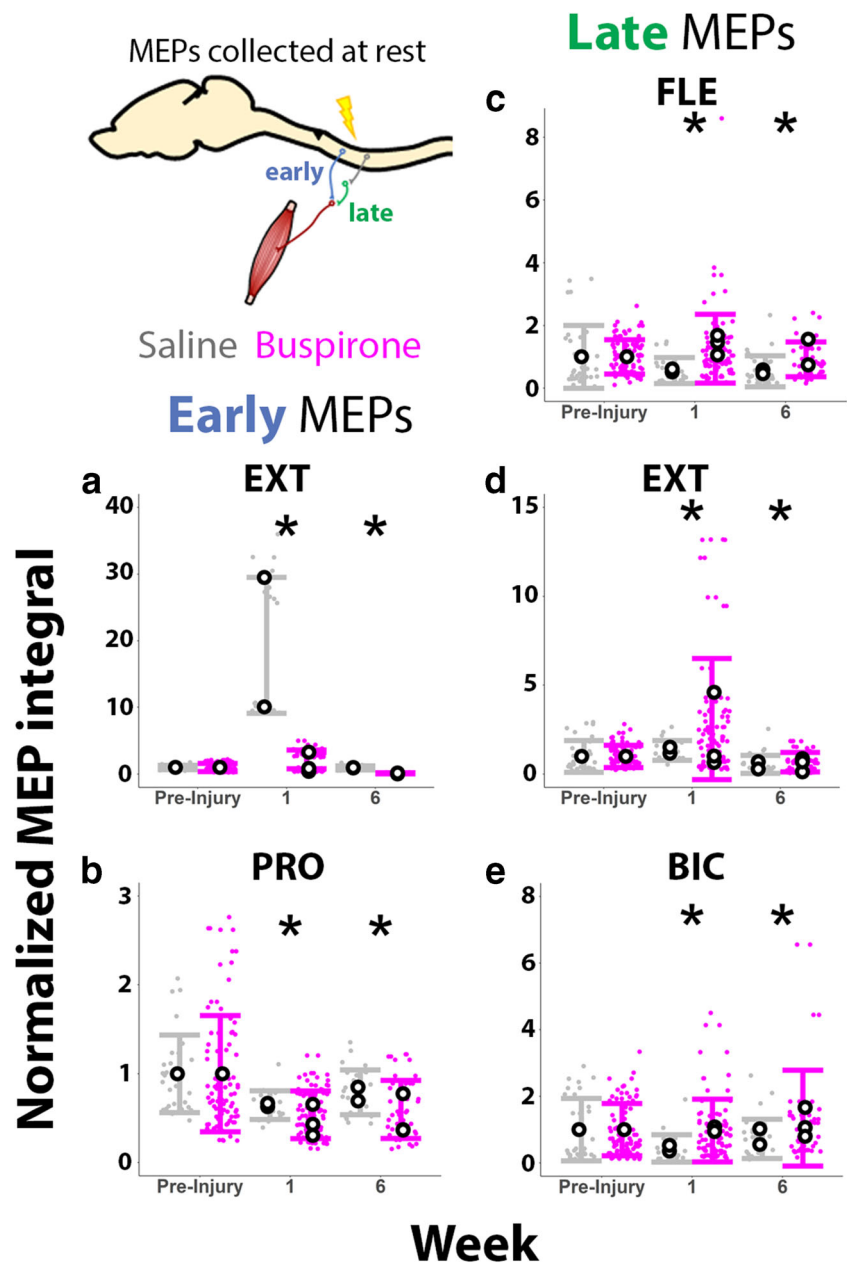 MEPs collected at rest
early
late
Saline Buspirone
Early MEPs
Late MEPs
c
FLE
*
*
8
6
4
2
0
Pre-Injury 1 6
a
EXT
*
*
40
30
20
10
0
Pre-Injury 1 6
d
EXT
*
*
15
10
5
0
Pre-Injury 1 6
b
PRO
*
*
3
2
1
0
Pre-Injury 1 6
e
BIC
*
*
8
6
4
2
0
Pre-Injury 1 6
Normalized MEP integral
Week